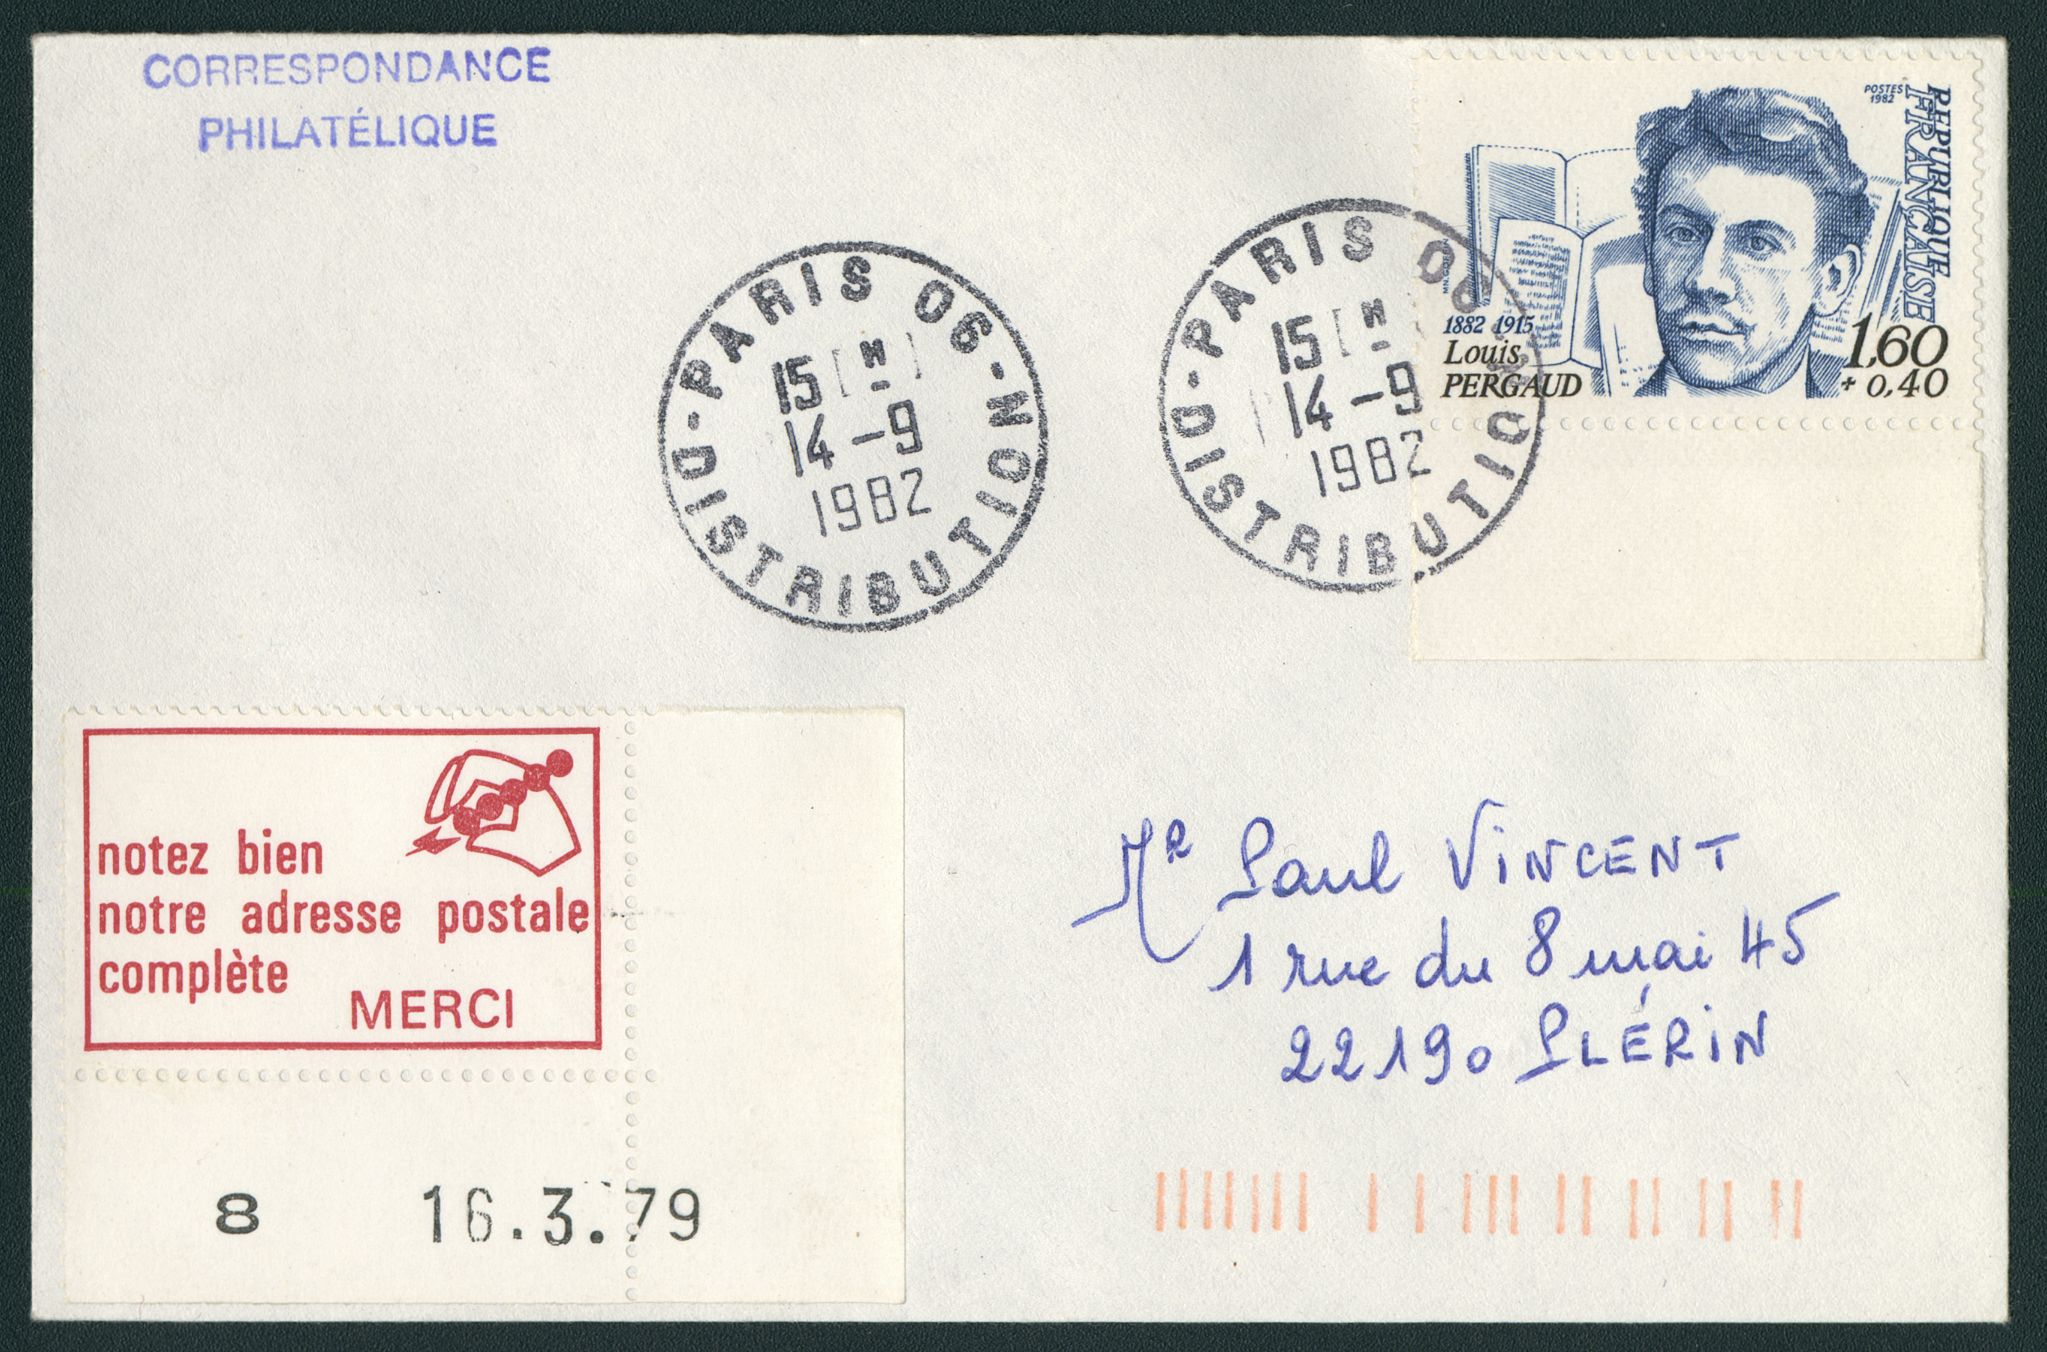 CORRESPONDANCE
PHILATÉLIQUE
PARIS 06 - N
15 H
14 - 9
1982
DISTRIBUTION
PARIS 06
15 H
14 - 9
1982
DISTRIBUTION
POSTES
1982
REPUBLIQUE
FRANÇAISE
1882 1915
Louis
PERGAUD
1,60
+ 0,40
notez bien
notre adresse postale
complète
MERCI
8 16.3.79
Mr Paul VINCENT
1 rue du 8 mai 45
22190 PLÉRIN